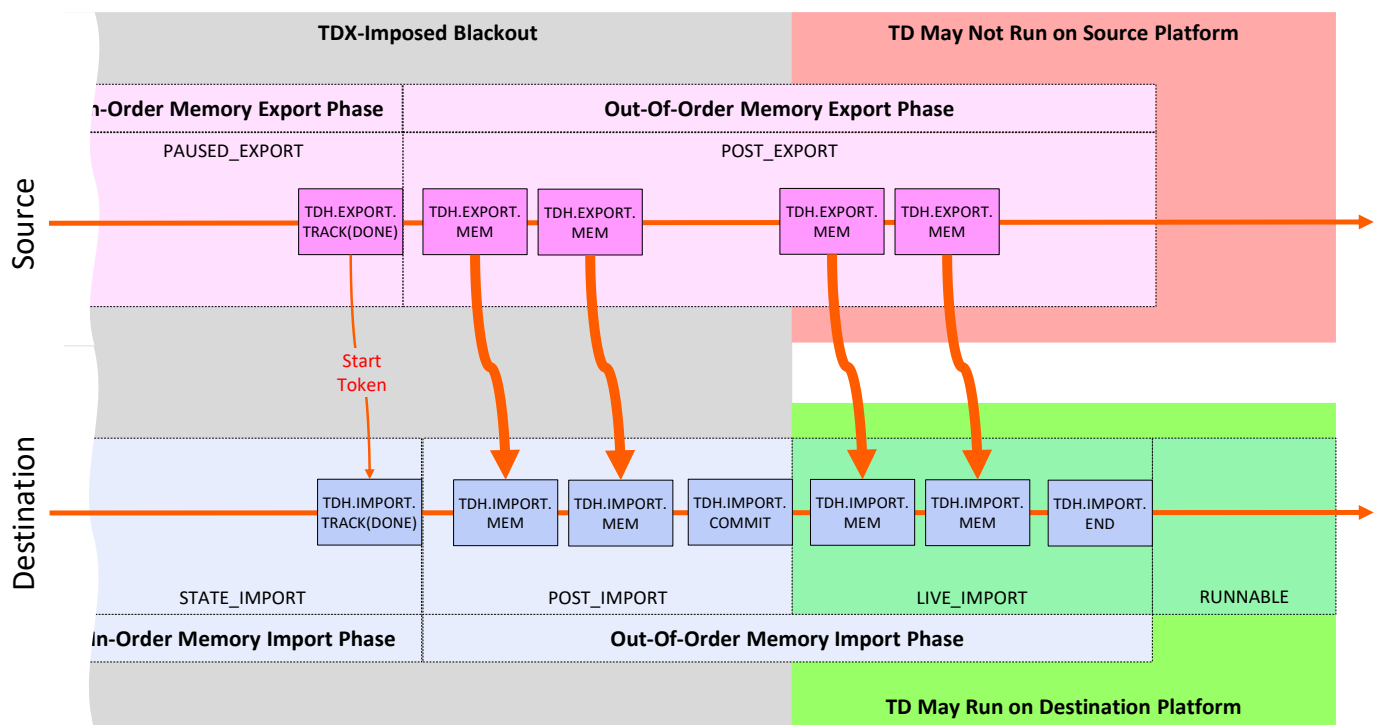 TDX-Imposed Blackout
TD May Not Run on Source Platform
n-Order Memory Export Phase
Out-Of-Order Memory Export Phase
PAUSED_EXPORT
POST_EXPORT
Source
TDH.EXPORT.
TRACK(DONE)
TDH.EXPORT.
MEM
TDH.EXPORT.
MEM
TDH.EXPORT.
MEM
TDH.EXPORT.
MEM
Start
Token
Destination
TDH.IMPORT.
TRACK(DONE)
TDH.IMPORT.
MEM
TDH.IMPORT.
MEM
TDH.IMPORT.
COMMIT
TDH.IMPORT.
MEM
TDH.IMPORT.
MEM
TDH.IMPORT.
END
STATE_IMPORT
POST_IMPORT
LIVE_IMPORT
RUNNABLE
In-Order Memory Import Phase
Out-Of-Order Memory Import Phase
TD May Run on Destination Platform